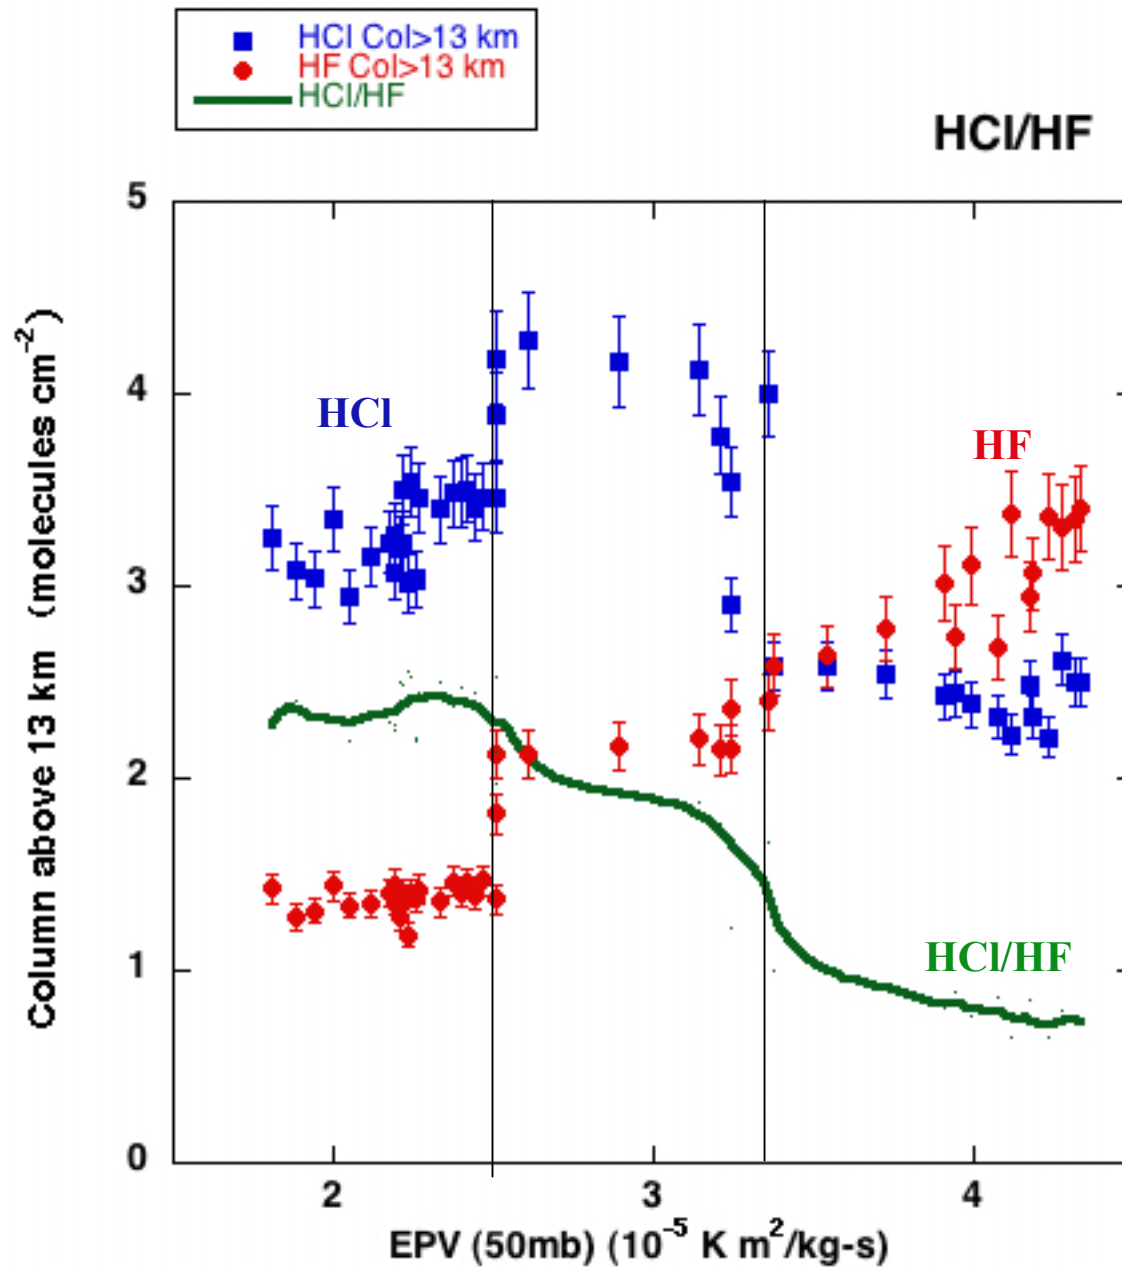 HCl Col>13 km
HF Col>13 km
HCl/HF
HCl/HF
5
4
3
2
1
0
Column above 13 km (molecules cm⁻²)
HCl
HF
HCl/HF
2 3 4
EPV (50mb) (10⁻⁵ K m²/kg-s)